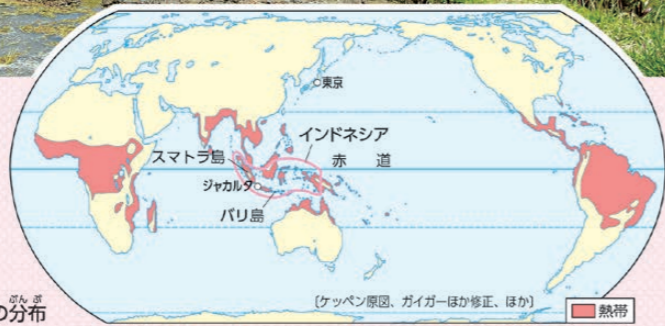 東京
インドネシア
スマトラ島
赤道
ジャカルタ
バリ島
ぶんぷ
の分布
〔ケッペン原図、ガイガーほか修正、ほか〕
熱帯